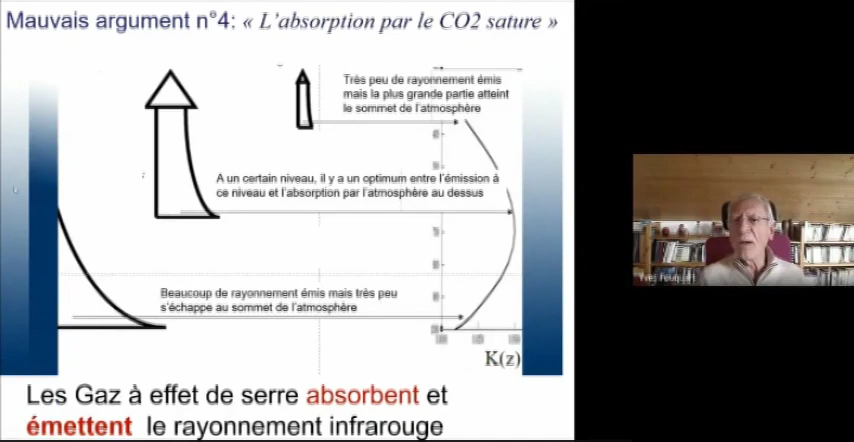 Mauvais argument n°4: « L'absorption par le CO2 sature »
Très peu de rayonnement émis
mais la plus grande partie atteint
le sommet de l'atmosphère
A un certain niveau, il y a un optimum entre l'émission à
ce niveau et l'absorption par l'atmosphère au dessus
Beaucoup de rayonnement émis mais très peu
s'échappe au sommet de l'atmosphère
K(z)
Les Gaz à effet de serre absorbent et
émettent le rayonnement infrarouge
Yves Fouquart